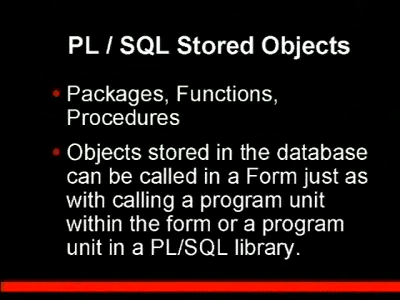 PL / SQL Stored Objects
• Packages, Functions,
Procedures
• Objects stored in the database
can be called in a Form just as
with calling a program unit
within the form or a program
unit in a PL/SQL library.